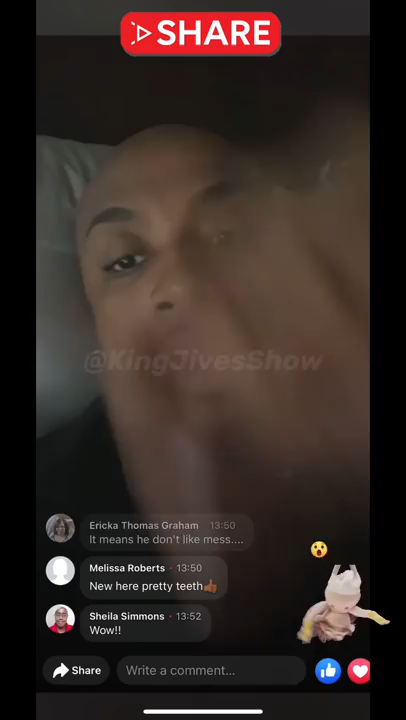 SHARE
@KingJivesShow
Ericka Thomas Graham 13:50
It means he don't like mess....
Melissa Roberts • 13:50
New here pretty teeth👍🏾
Sheila Simmons • 13:52
Wow!!
Share
Write a comment...